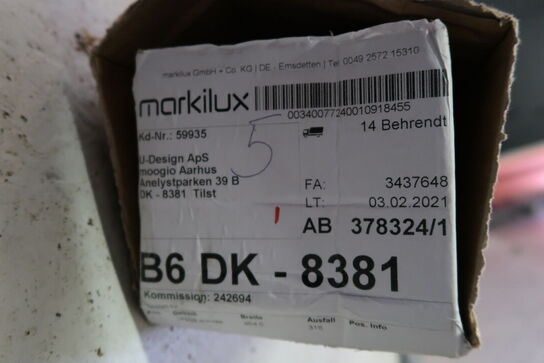 markilux GmbH + Co. KG | DE - Emsdetten | Tel 0049 2572 15310
markilux
00340077240010918455
Kd-Nr.: 59935
14 Behrendt
5
U-Design ApS
moogio Aarhus
Anelystparken 39 B
DK - 8381 Tilst
FA: 3437648
LT: 03.02.2021
AB 378324/1
B6 DK - 8381
Kommission: 242694
Breite
Ausfall
Pos. Info